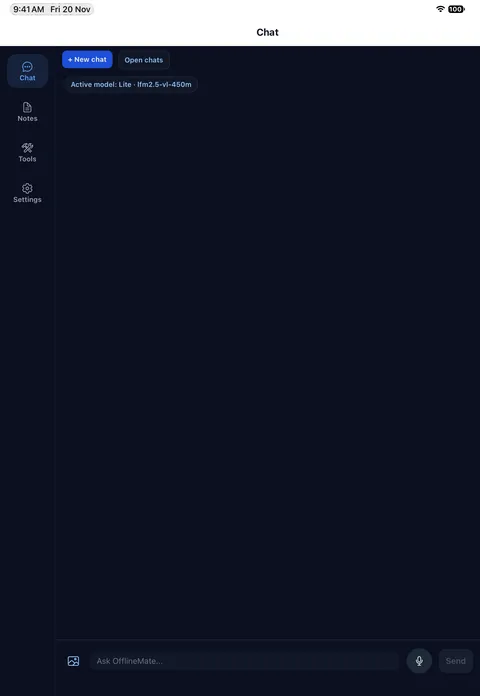 9:41 AM Fri 20 Nov
100
Chat
+ New chat
Open chats
Active model: Lite · lfm2.5-vl-450m
Chat
Notes
Tools
Settings
Ask OfflineMate...
Send